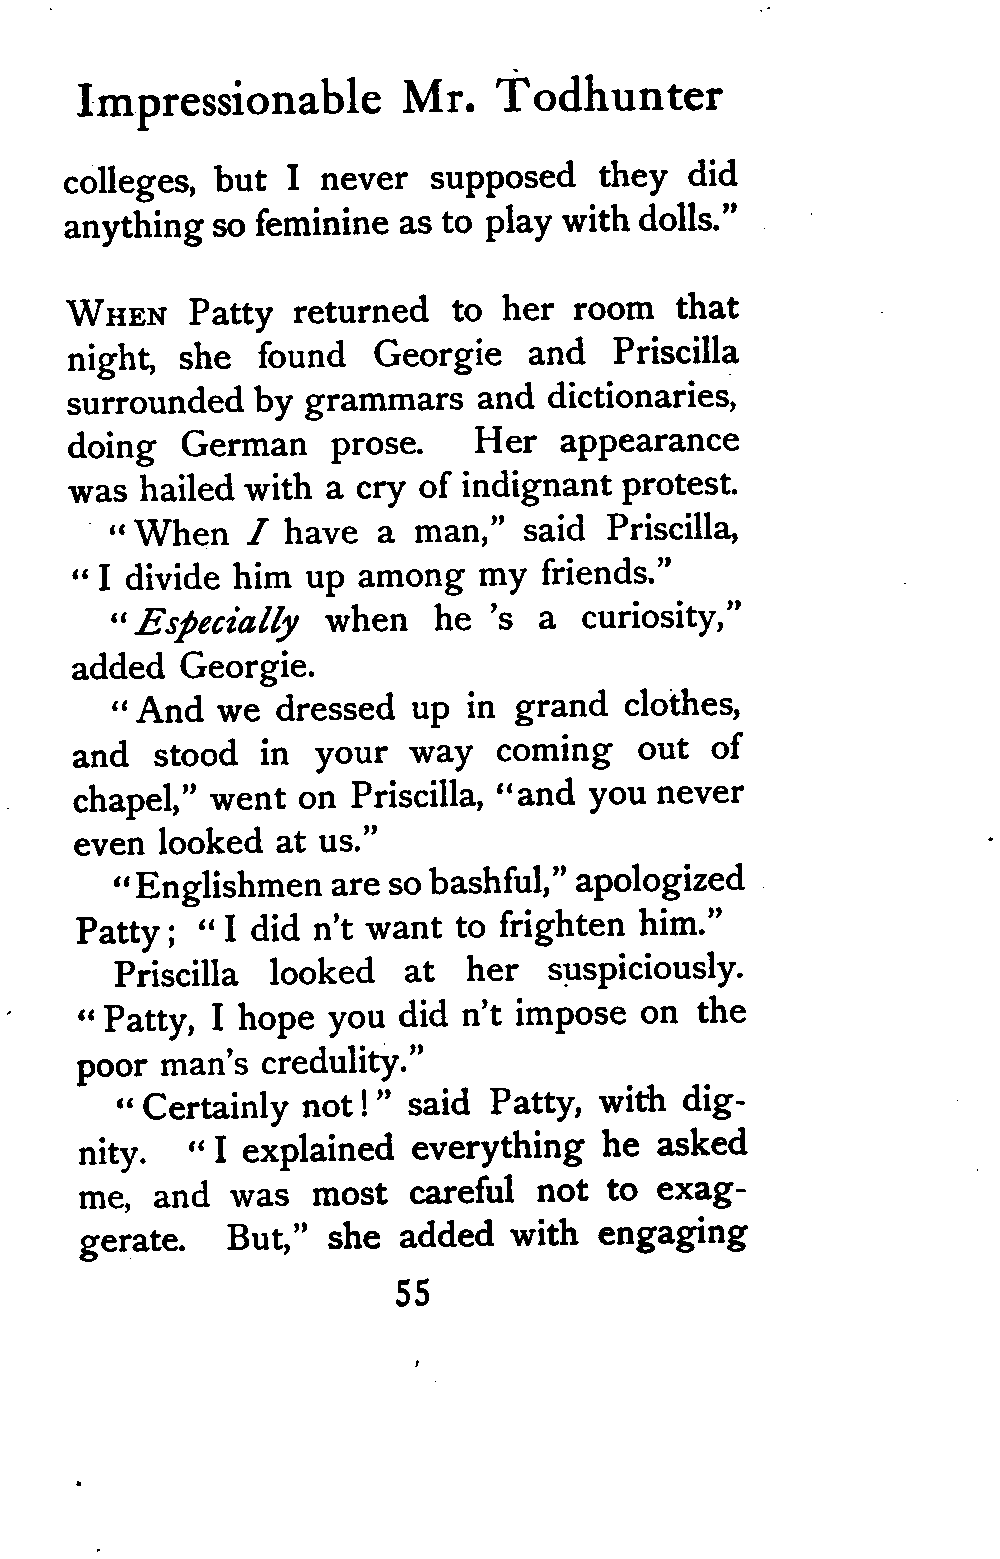 Impressionable Mr. Todhunter
colleges, but I never supposed they did
anything so feminine as to play with dolls.”
WHEN Patty returned to her room that
night, she found Georgie and Priscilla
surrounded by grammars and dictionaries,
doing German prose. Her appearance
was hailed with a cry of indignant protest.
“ When I have a man,” said Priscilla,
“ I divide him up among my friends.”
“ Especially when he ’s a curiosity,”
added Georgie.
“ And we dressed up in grand clothes,
and stood in your way coming out of
chapel,” went on Priscilla, “and you never
even looked at us.”
“Englishmen are so bashful,” apologized
Patty ; “ I did n’t want to frighten him.”
Priscilla looked at her suspiciously.
“ Patty, I hope you did n’t impose on the
poor man’s credulity.”
“ Certainly not! ” said Patty, with dig-
nity. “ I explained everything he asked
me, and was most careful not to exag-
gerate. But,” she added with engaging
55